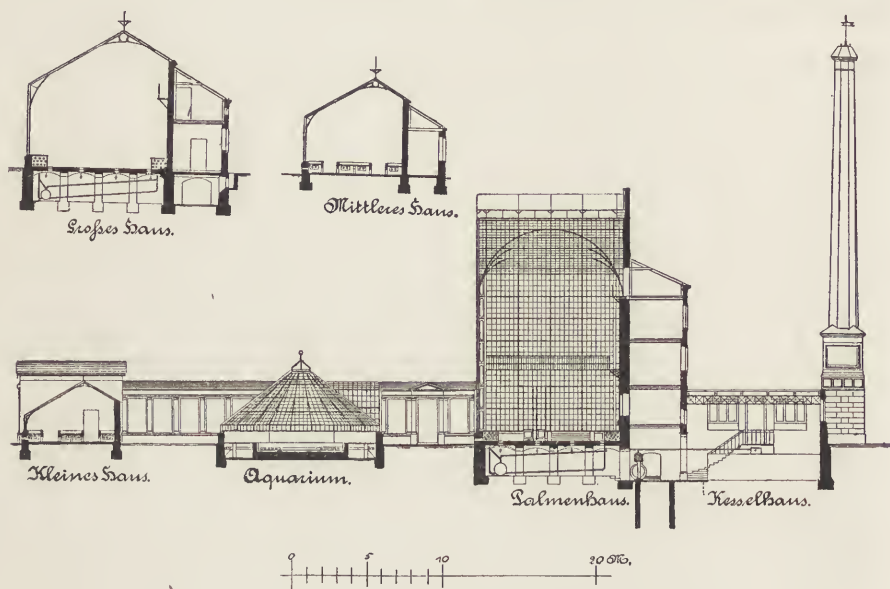 Großes Haus.
Mittleres Haus.
Kleines Haus.
Aquarium.
Palmenhaus.
Kesselhaus.
0 5 10 20 M.